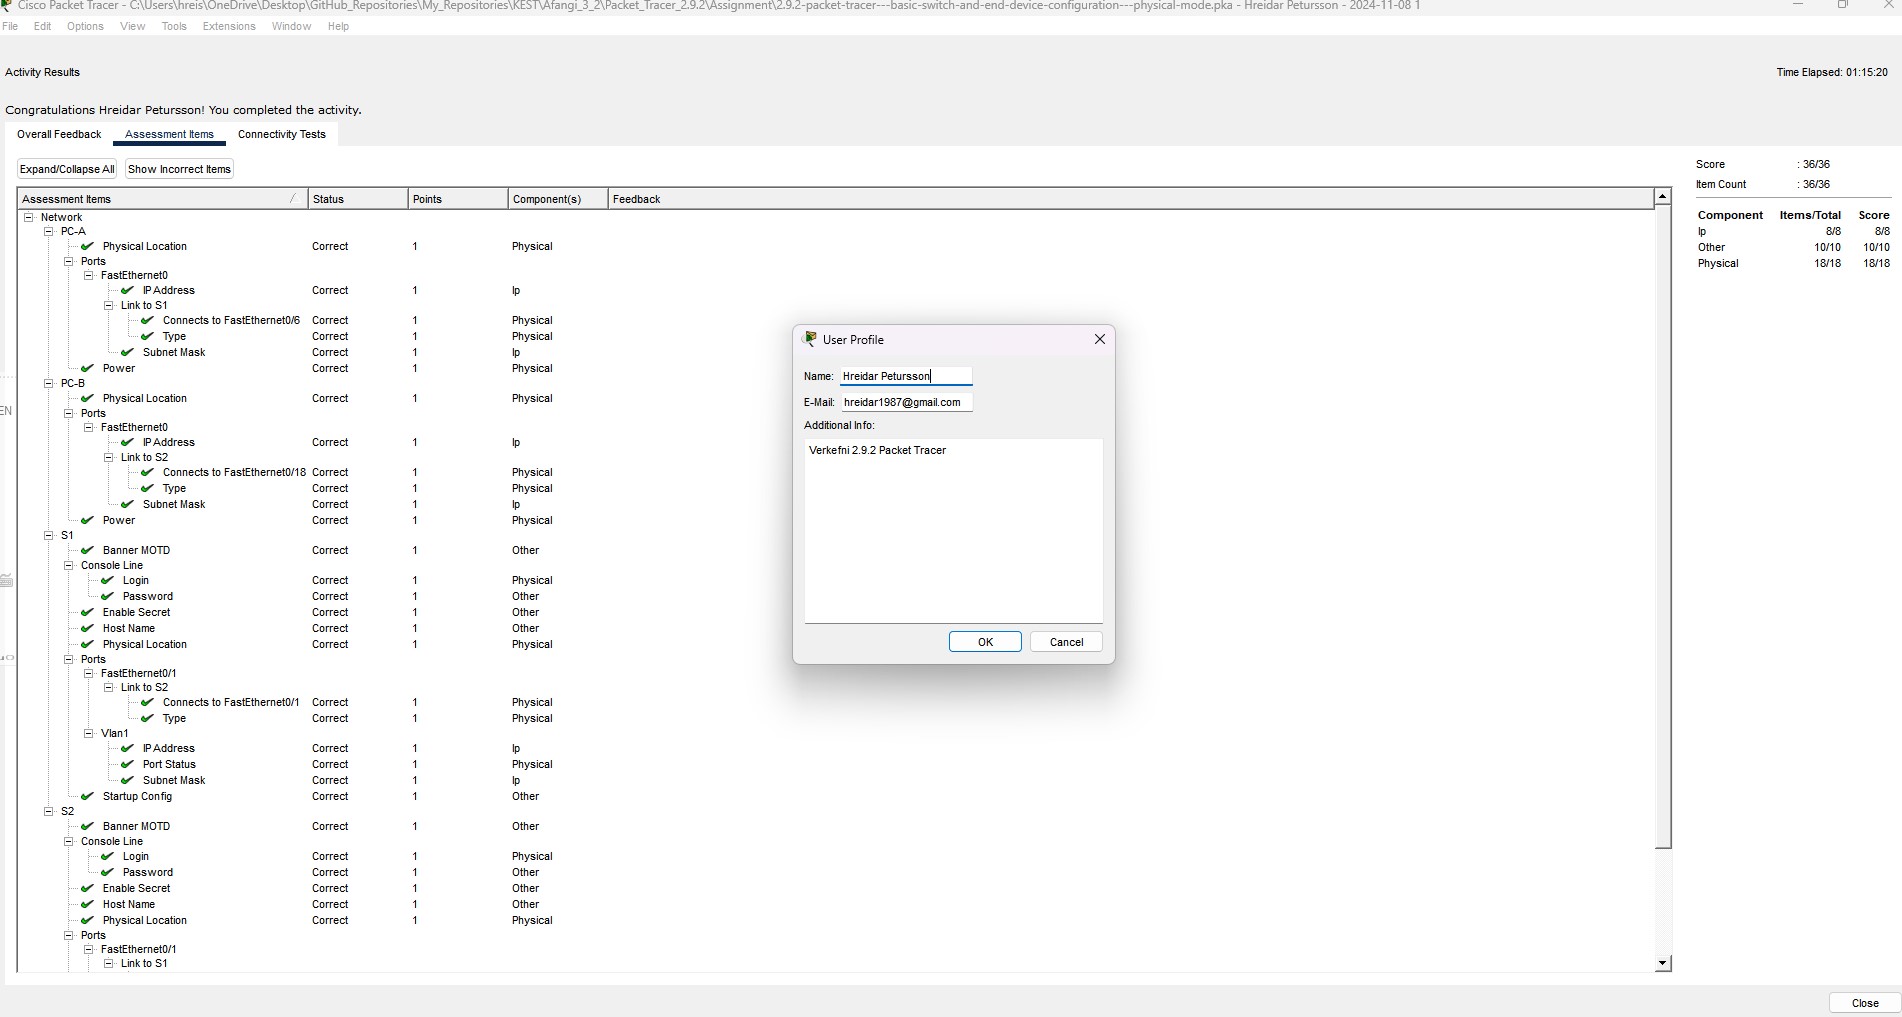 Cisco Packet Tracer - C:\Users\hreis\OneDrive\Desktop\GitHub_Repositories\My_Repositories\KEST\Afangi_3_2\Packet_Tracer_2.9.2\Assignment\2.9.2-packet-tracer---basic-switch-and-end-device-configuration---physical-mode.pka - Hreidar Petursson - 2024-11-08 1
File Edit Options View Tools Extensions Window Help
Activity Results
Time Elapsed: 01:15:20
Congratulations Hreidar Petursson! You completed the activity.
Overall Feedback Assessment Items Connectivity Tests
Expand/Collapse All Show Incorrect Items
Assessment Items Status Points Component(s) Feedback
Network
PC-A
Physical Location Correct 1 Physical
Ports
FastEthernet0
IP Address Correct 1 Ip
Link to S1
Connects to FastEthernet0/6 Correct 1 Physical
Type Correct 1 Physical
Subnet Mask Correct 1 Ip
Power Correct 1 Physical
PC-B
Physical Location Correct 1 Physical
Ports
FastEthernet0
IP Address Correct 1 Ip
Link to S2
Connects to FastEthernet0/18 Correct 1 Physical
Type Correct 1 Physical
Subnet Mask Correct 1 Ip
Power Correct 1 Physical
S1
Banner MOTD Correct 1 Other
Console Line
Login Correct 1 Physical
Password Correct 1 Other
Enable Secret Correct 1 Other
Host Name Correct 1 Other
Physical Location Correct 1 Physical
Ports
FastEthernet0/1
Link to S2
Connects to FastEthernet0/1 Correct 1 Physical
Type Correct 1 Physical
Vlan1
IP Address Correct 1 Ip
Port Status Correct 1 Physical
Subnet Mask Correct 1 Ip
Startup Config Correct 1 Other
S2
Banner MOTD Correct 1 Other
Console Line
Login Correct 1 Physical
Password Correct 1 Other
Enable Secret Correct 1 Other
Host Name Correct 1 Other
Physical Location Correct 1 Physical
Ports
FastEthernet0/1
Link to S1
EN
User Profile
Name: Hreidar Petursson
E-Mail: hreidar1987@gmail.com
Additional Info:
Verkefni 2.9.2 Packet Tracer
OK Cancel
Score : 36/36
Item Count : 36/36
Component Items/Total Score
Ip 8/8 8/8
Other 10/10 10/10
Physical 18/18 18/18
Close